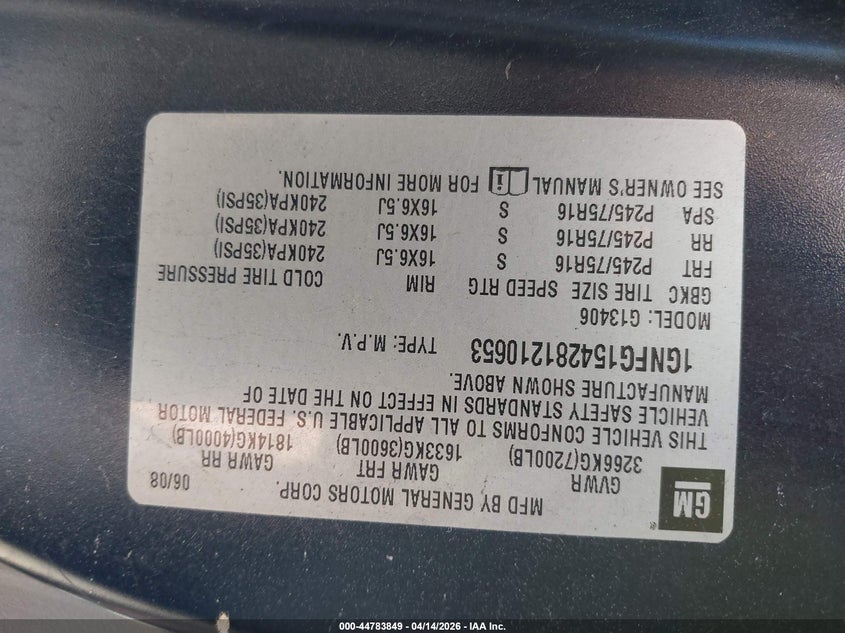 MFD BY GENERAL MOTORS CORP. 06/08
GM
GVWR GAWR FRT GAWR RR
3266KG(7200LB) 1633KG(3600LB) 1814KG(4000LB)
THIS VEHICLE CONFORMS TO ALL APPLICABLE U.S. FEDERAL MOTOR
VEHICLE SAFETY STANDARDS IN EFFECT ON THE DATE OF
MANUFACTURE SHOWN ABOVE.
1GNFG154281210653 TYPE: M.P.V.
MODEL: G13406
GBKC TIRE SIZE SPEED RTG RIM COLD TIRE PRESSURE
FRT P245/75R16 S 16X6.5J 240KPA(35PSI)
RR P245/75R16 S 16X6.5J 240KPA(35PSI)
SPA P245/75R16 S 16X6.5J 240KPA(35PSI)
SEE OWNER'S MANUAL FOR MORE INFORMATION.
000-44783849 - 04/14/2026 - IAA Inc.